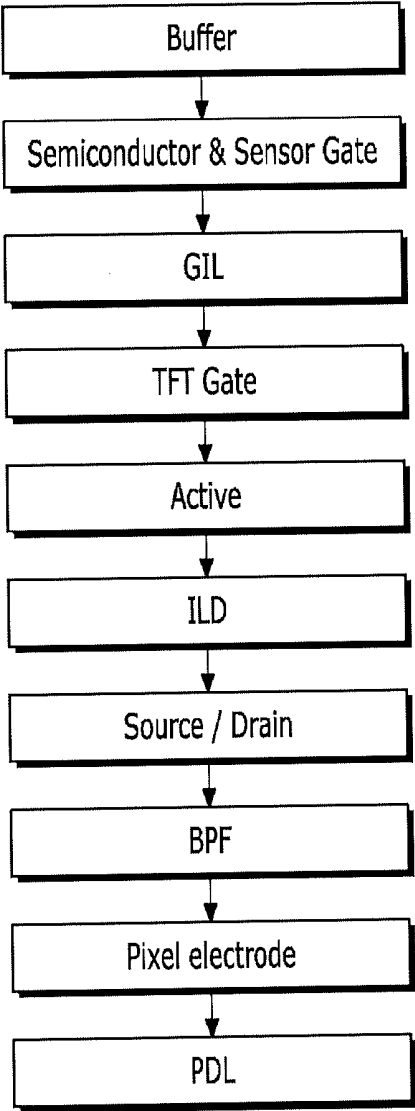 Buffer
Semiconductor & Sensor Gate
GIL
TFT Gate
Active
ILD
Source / Drain
BPF
Pixel electrode
PDL